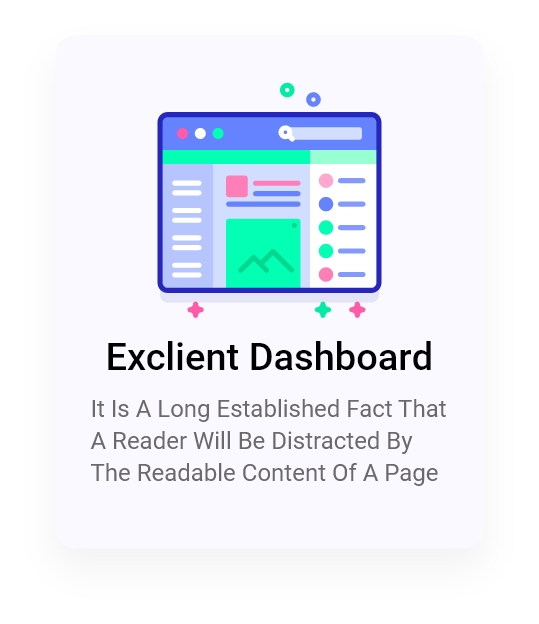 Exclient Dashboard
It Is A Long Established Fact That
A Reader Will Be Distracted By
The Readable Content Of A Page